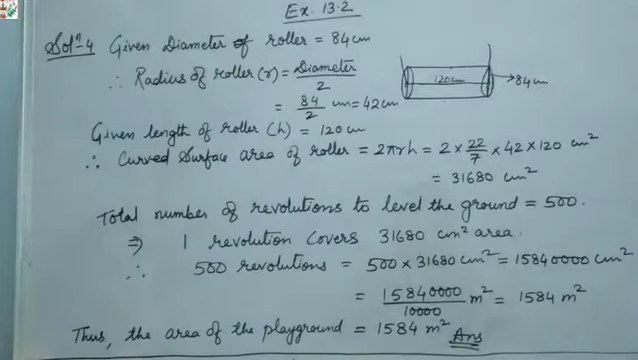 Ex. 13.2
Solⁿ-4 Given Diameter of roller = 84 cm
∴ Radius of roller (r) = Diameter/2
= 84/2 cm = 42 cm
120cm
84 cm
Given length of roller (h) = 120 cm
∴ Curved Surface area of roller = 2πrh = 2 × 22/7 × 42 × 120 cm²
= 31680 cm²
Total number of revolutions to level the ground = 500.
⇒ 1 revolution covers 31680 cm² area.
∴ 500 revolutions = 500 × 31680 cm² = 15840000 cm²
= 15840000/10000 m² = 1584 m²
Thus, the area of the playground = 1584 m² Ans